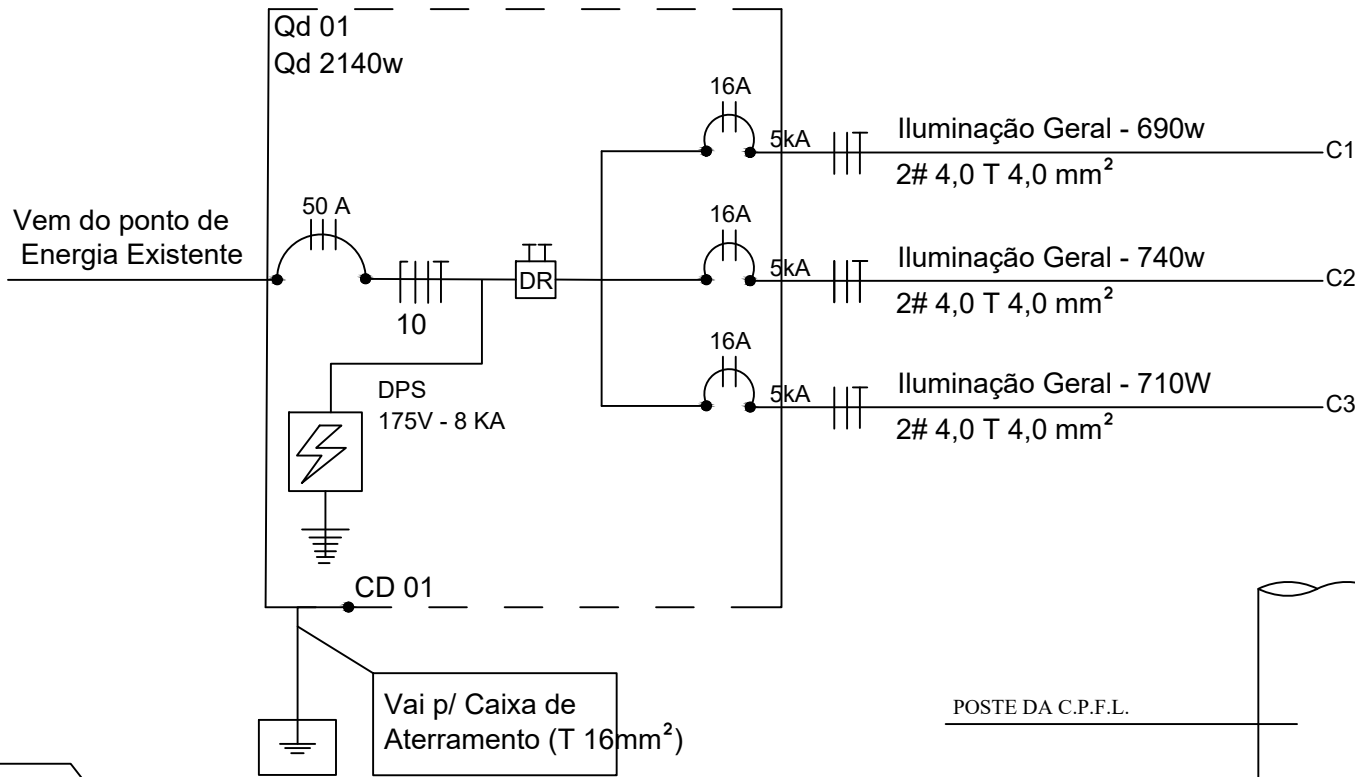 Qd 01
Qd 2140w
Vem do ponto de
Energia Existente
50 A
10
DR
DPS
175V - 8 KA
16A
5kA
Iluminação Geral - 690w
2# 4,0 T 4,0 mm²
C1
16A
5kA
Iluminação Geral - 740w
2# 4,0 T 4,0 mm²
C2
16A
5kA
Iluminação Geral - 710W
2# 4,0 T 4,0 mm²
C3
CD 01
Vai p/ Caixa de
Aterramento (T 16mm²)
POSTE DA C.P.F.L.